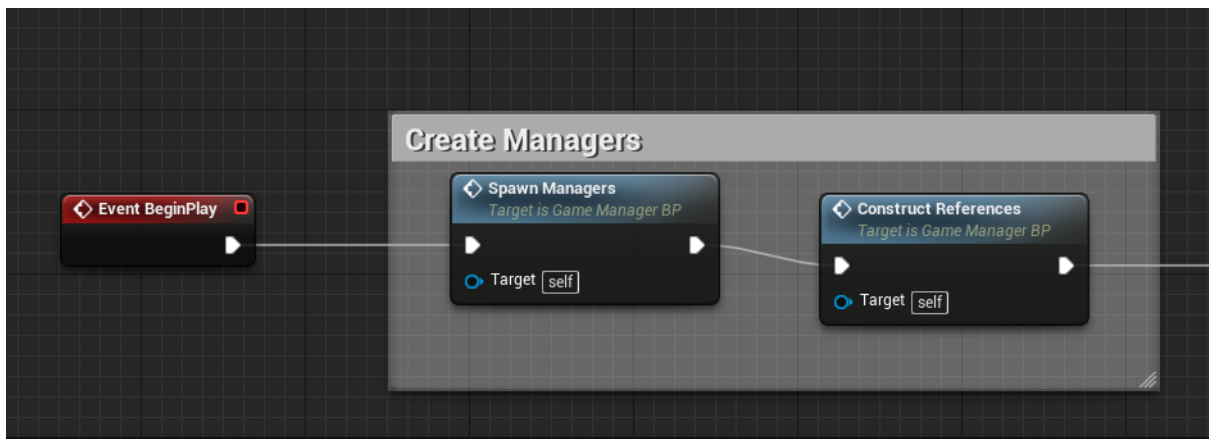 Create Managers
Event BeginPlay
Spawn Managers
Target is Game Manager BP
Target self
Construct References
Target is Game Manager BP
Target self